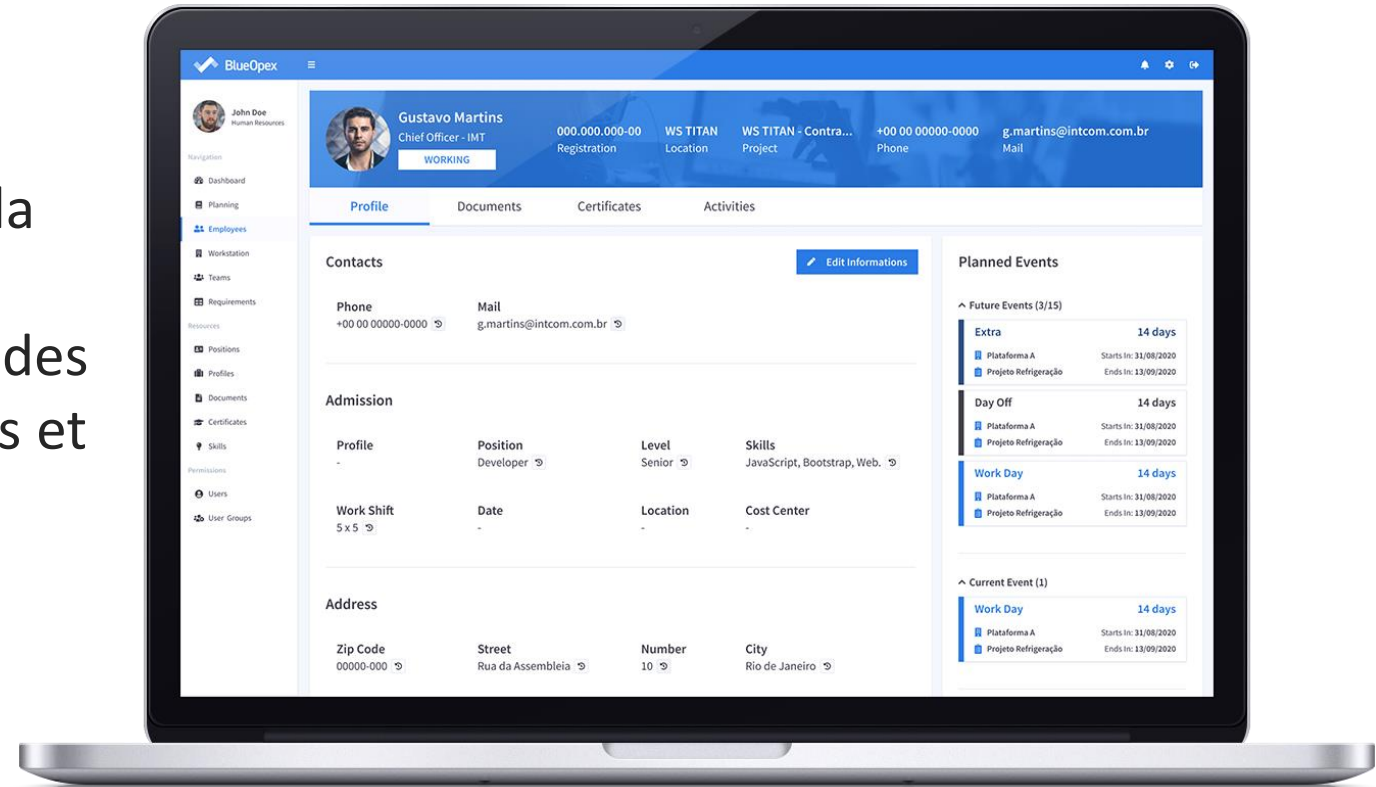 la
des
s et
BlueOpex
John Doe
Human Resources
Navigation
Dashboard
Planning
Employees
Workstation
Teams
Requirements
Resources
Positions
Profiles
Documents
Certificates
Skills
Permissions
Users
User Groups
Gustavo Martins
Chief Officer - IMT
WORKING
000.000.000-00
Registration
WS TITAN
Location
WS TITAN - Contra...
Project
+00 00 00000-0000
Phone
g.martins@intcom.com.br
Mail
Profile Documents Certificates Activities
Contacts
Edit Informations
Phone Mail
+00 00 00000-0000 g.martins@intcom.com.br
Admission
Profile Position Level Skills
- Developer Senior JavaScript, Bootstrap, Web.
Work Shift Date Location Cost Center
5 x 5 - - -
Address
Zip Code Street Number City
00000-000 Rua da Assembleia 10 Rio de Janeiro
Planned Events
Future Events (3/15)
Extra 14 days
Plataforma A Starts In: 31/08/2020
Projeto Refrigeração Ends In: 13/09/2020
Day Off 14 days
Plataforma A Starts In: 31/08/2020
Projeto Refrigeração Ends In: 13/09/2020
Work Day 14 days
Plataforma A Starts In: 31/08/2020
Projeto Refrigeração Ends In: 13/09/2020
Current Event (1)
Work Day 14 days
Plataforma A Starts In: 31/08/2020
Projeto Refrigeração Ends In: 13/09/2020